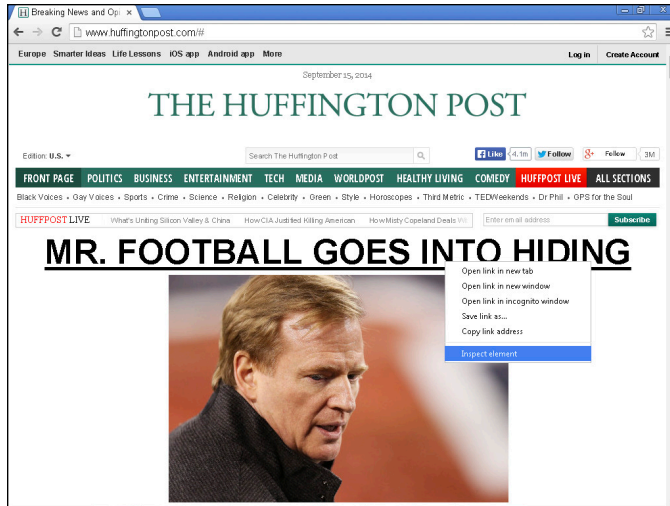 Breaking News and Opi
www.huffingtonpost.com/#
Europe Smarter Ideas Life Lessons iOS app Android app More Log in Create Account
September 15, 2014
THE HUFFINGTON POST
Edition: U.S. Search The Huffington Post Like 4.1m Follow 8+ Follow 3M
FRONT PAGE POLITICS BUSINESS ENTERTAINMENT TECH MEDIA WORLDPOST HEALTHY LIVING COMEDY HUFFPOST LIVE ALL SECTIONS
Black Voices • Gay Voices • Sports • Crime • Science • Religion • Celebrity • Green • Style • Horoscopes • Third Metric • TEDWeekends • Dr Phil • GPS for the Soul
HUFFPOST LIVE What's Uniting Silicon Valley & China How CIA Justified Killing American How Misty Copeland Deals Enter email address Subscribe
MR. FOOTBALL GOES INTO HIDING
Open link in new tab
Open link in new window
Open link in incognito window
Save link as...
Copy link address
Inspect element